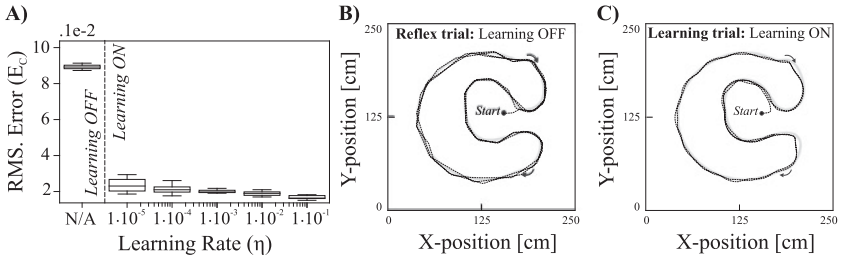 A)
.1e-2
RMS. Error (E_C)
10
8
6
4
2
Learning OFF
Learning ON
N/A
1·10⁻⁵
1·10⁻⁴
1·10⁻³
1·10⁻²
1·10⁻¹
Learning Rate (η)
B)
Reflex trial: Learning OFF
Y-position [cm]
250
125
0
Start
0
125
250
X-position [cm]
C)
Learning trial: Learning ON
Y-position [cm]
250
125
0
Start
0
125
250
X-position [cm]